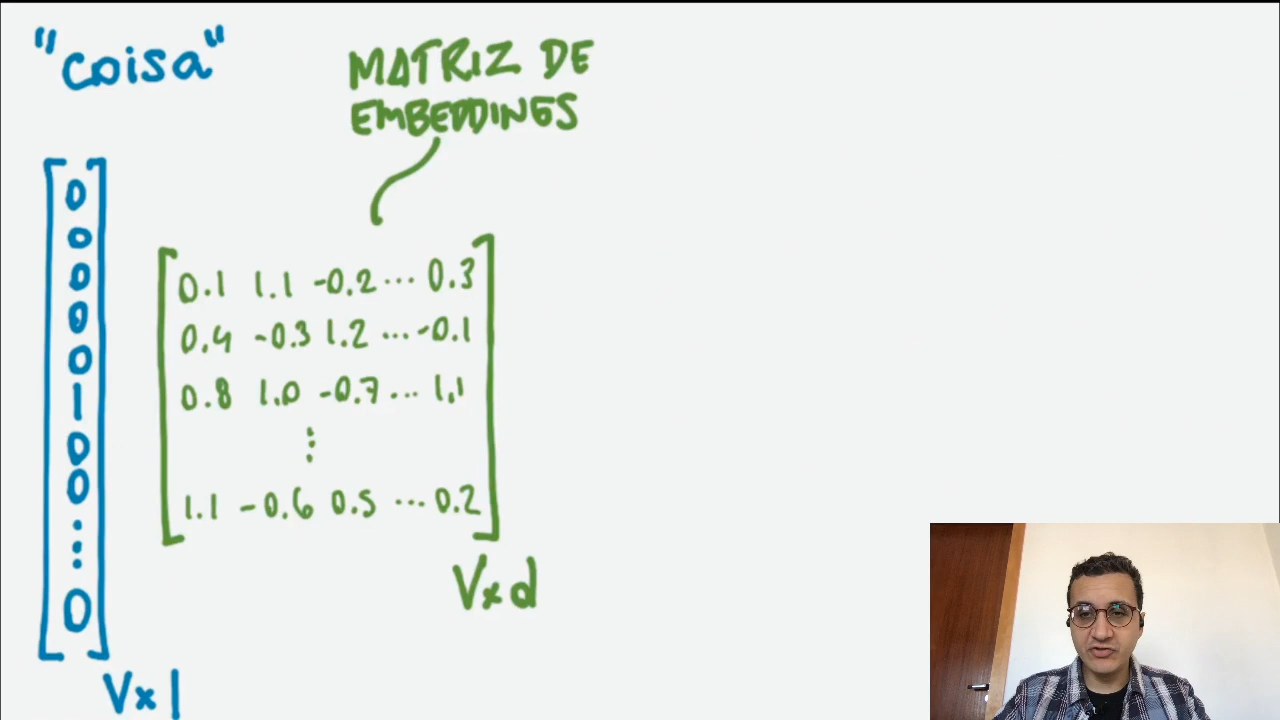 "coisa"
MATRIZ DE
EMBEDDINGS
0
0
0
0
0
1
0
0
⋮
0
V×1
0.1 1.1 -0.2 ... 0.3
0.4 -0.3 1.2 ... -0.1
0.8 1.0 -0.7 ... 1.1
⋮
1.1 -0.6 0.5 ... 0.2
V×d